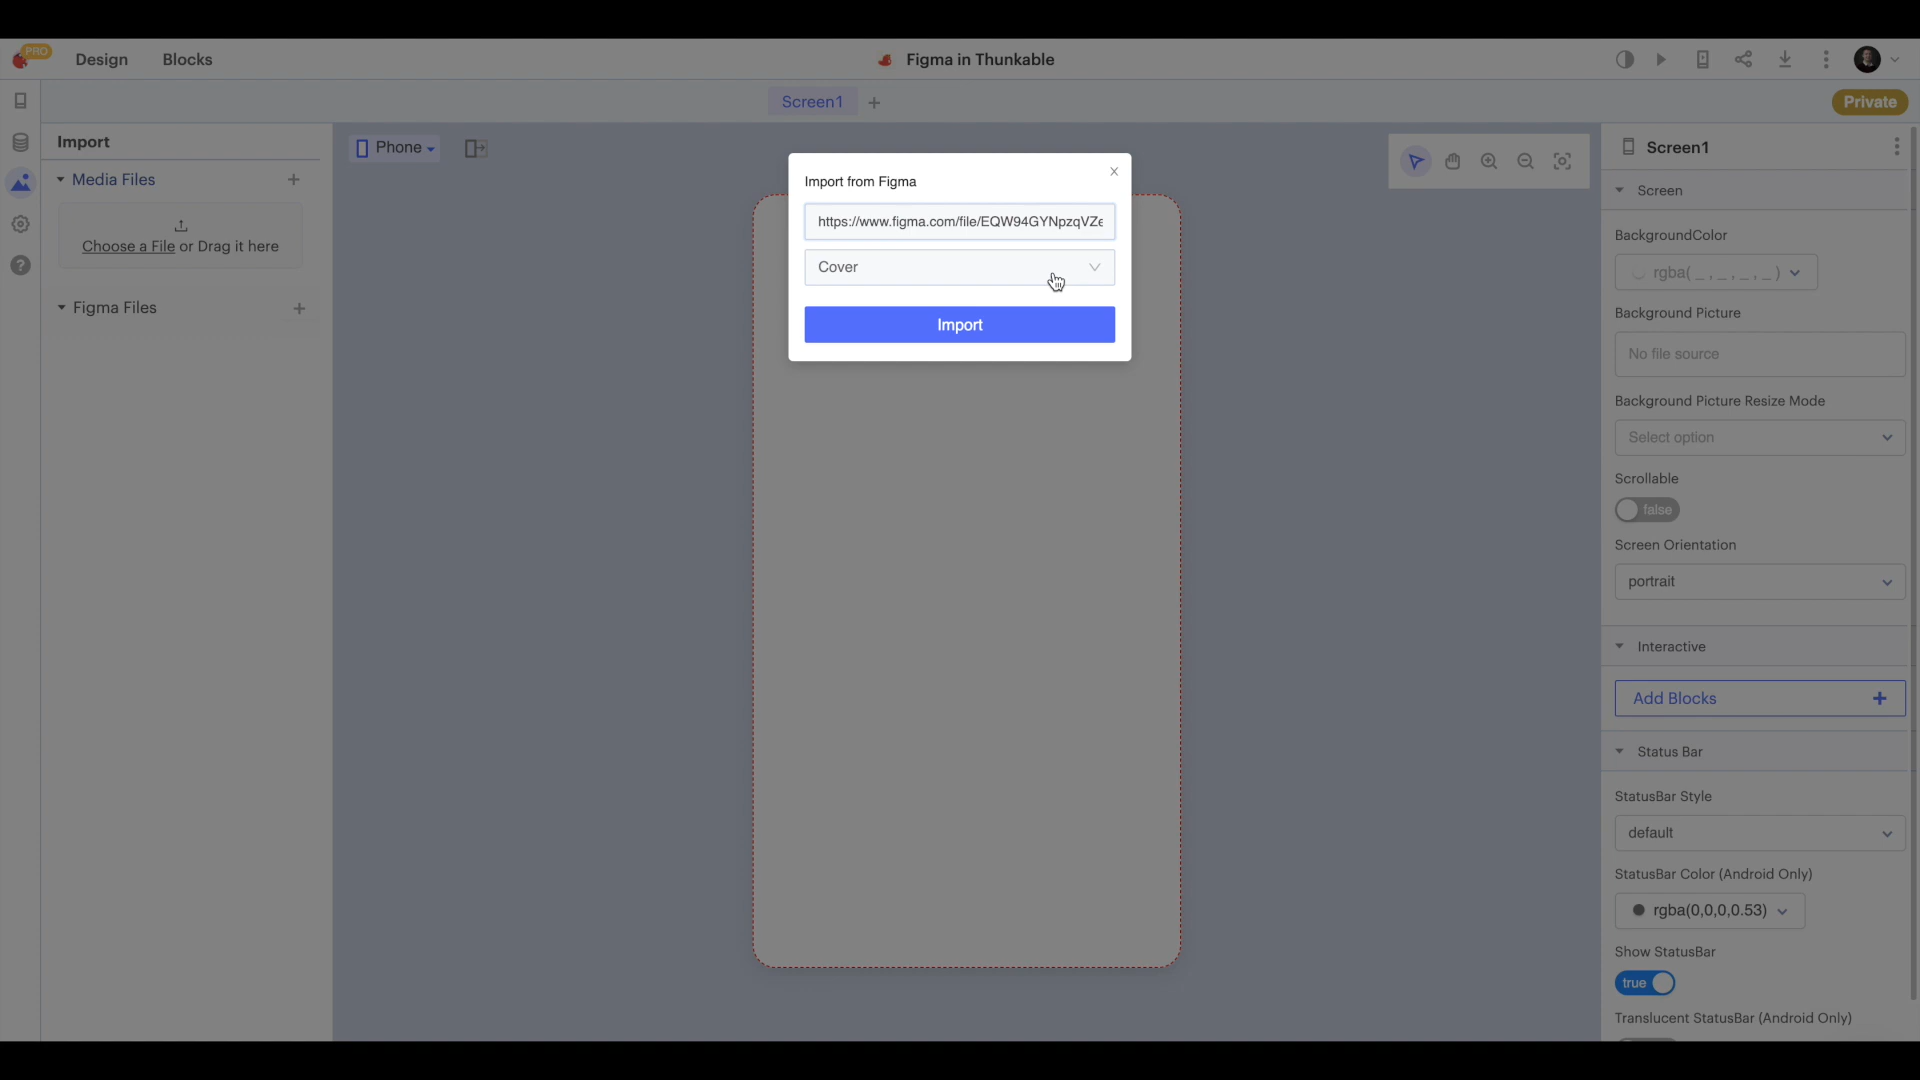 PRO
Design
Blocks
Figma in Thunkable
Screen1
Private
Import
Media Files
Choose a File or Drag it here
Figma Files
Phone
Import from Figma
https://www.figma.com/file/EQW94GYNpzqVZe
Cover
Import
Screen1
Screen
BackgroundColor
rgba( _ , _ , _ , _ )
Background Picture
No file source
Background Picture Resize Mode
Select option
Scrollable
false
Screen Orientation
portrait
Interactive
Add Blocks
Status Bar
StatusBar Style
default
StatusBar Color (Android Only)
rgba(0,0,0,0.53)
Show StatusBar
true
Translucent StatusBar (Android Only)